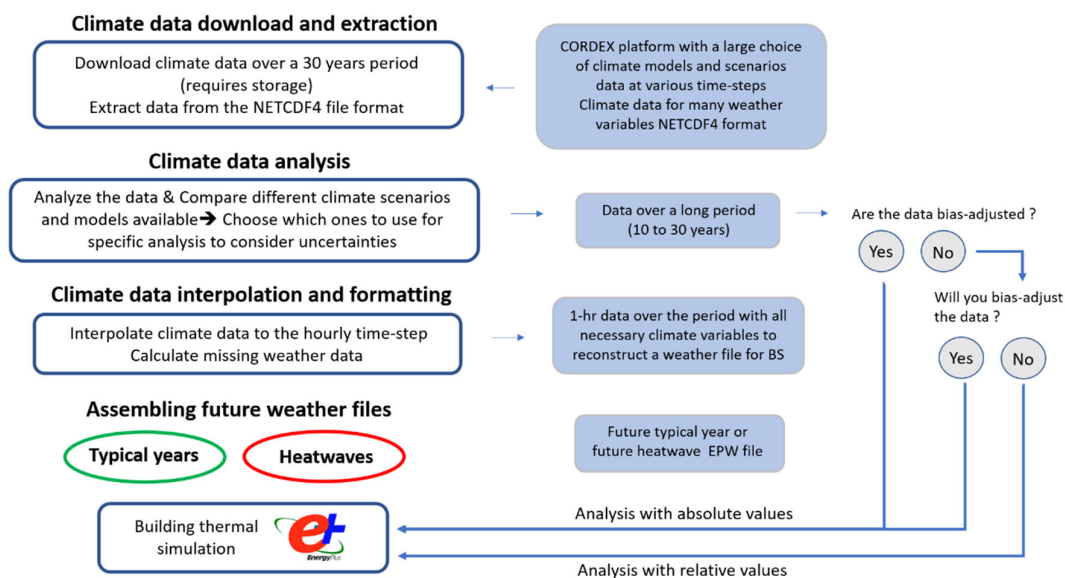 Climate data download and extraction
Download climate data over a 30 years period
(requires storage)
Extract data from the NETCDF4 file format
CORDEX platform with a large choice
of climate models and scenarios
data at various time-steps
Climate data for many weather
variables NETCDF4 format
Climate data analysis
Analyze the data & Compare different climate scenarios
and models available➔ Choose which ones to use for
specific analysis to consider uncertainties
Data over a long period
(10 to 30 years)
Are the data bias-adjusted ?
Yes
No
Will you bias-adjust
the data ?
Yes
No
Climate data interpolation and formatting
Interpolate climate data to the hourly time-step
Calculate missing weather data
1-hr data over the period with all
necessary climate variables to
reconstruct a weather file for BS
Assembling future weather files
Typical years
Heatwaves
Future typical year or
future heatwave EPW file
Building thermal
simulation
e+
EnergyPlus
Analysis with absolute values
Analysis with relative values